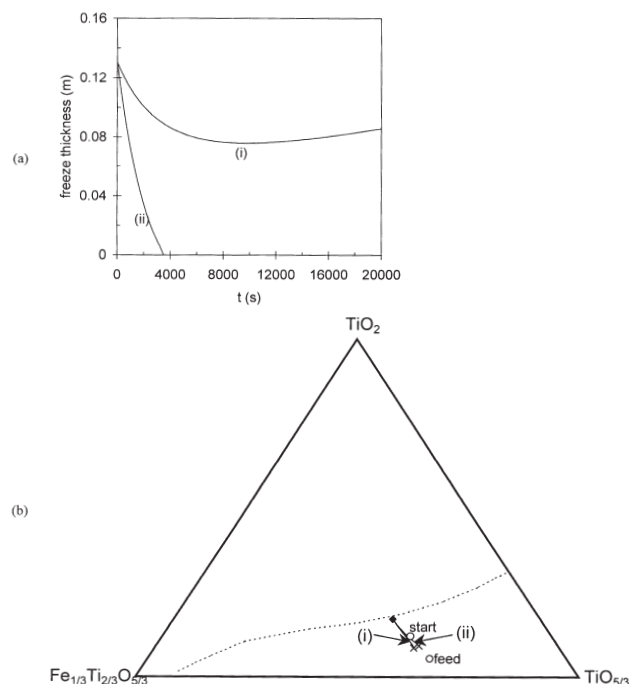 (a)
freeze thickness (m)
0.16
0.12
0.08
0.04
0
(i)
(ii)
0 4000 8000 12000 16000 20000
t (s)
(b)
TiO₂
start
(i) (ii)
feed
Fe₁/₃Ti₂/₃O₅/₃
TiO₅/₃